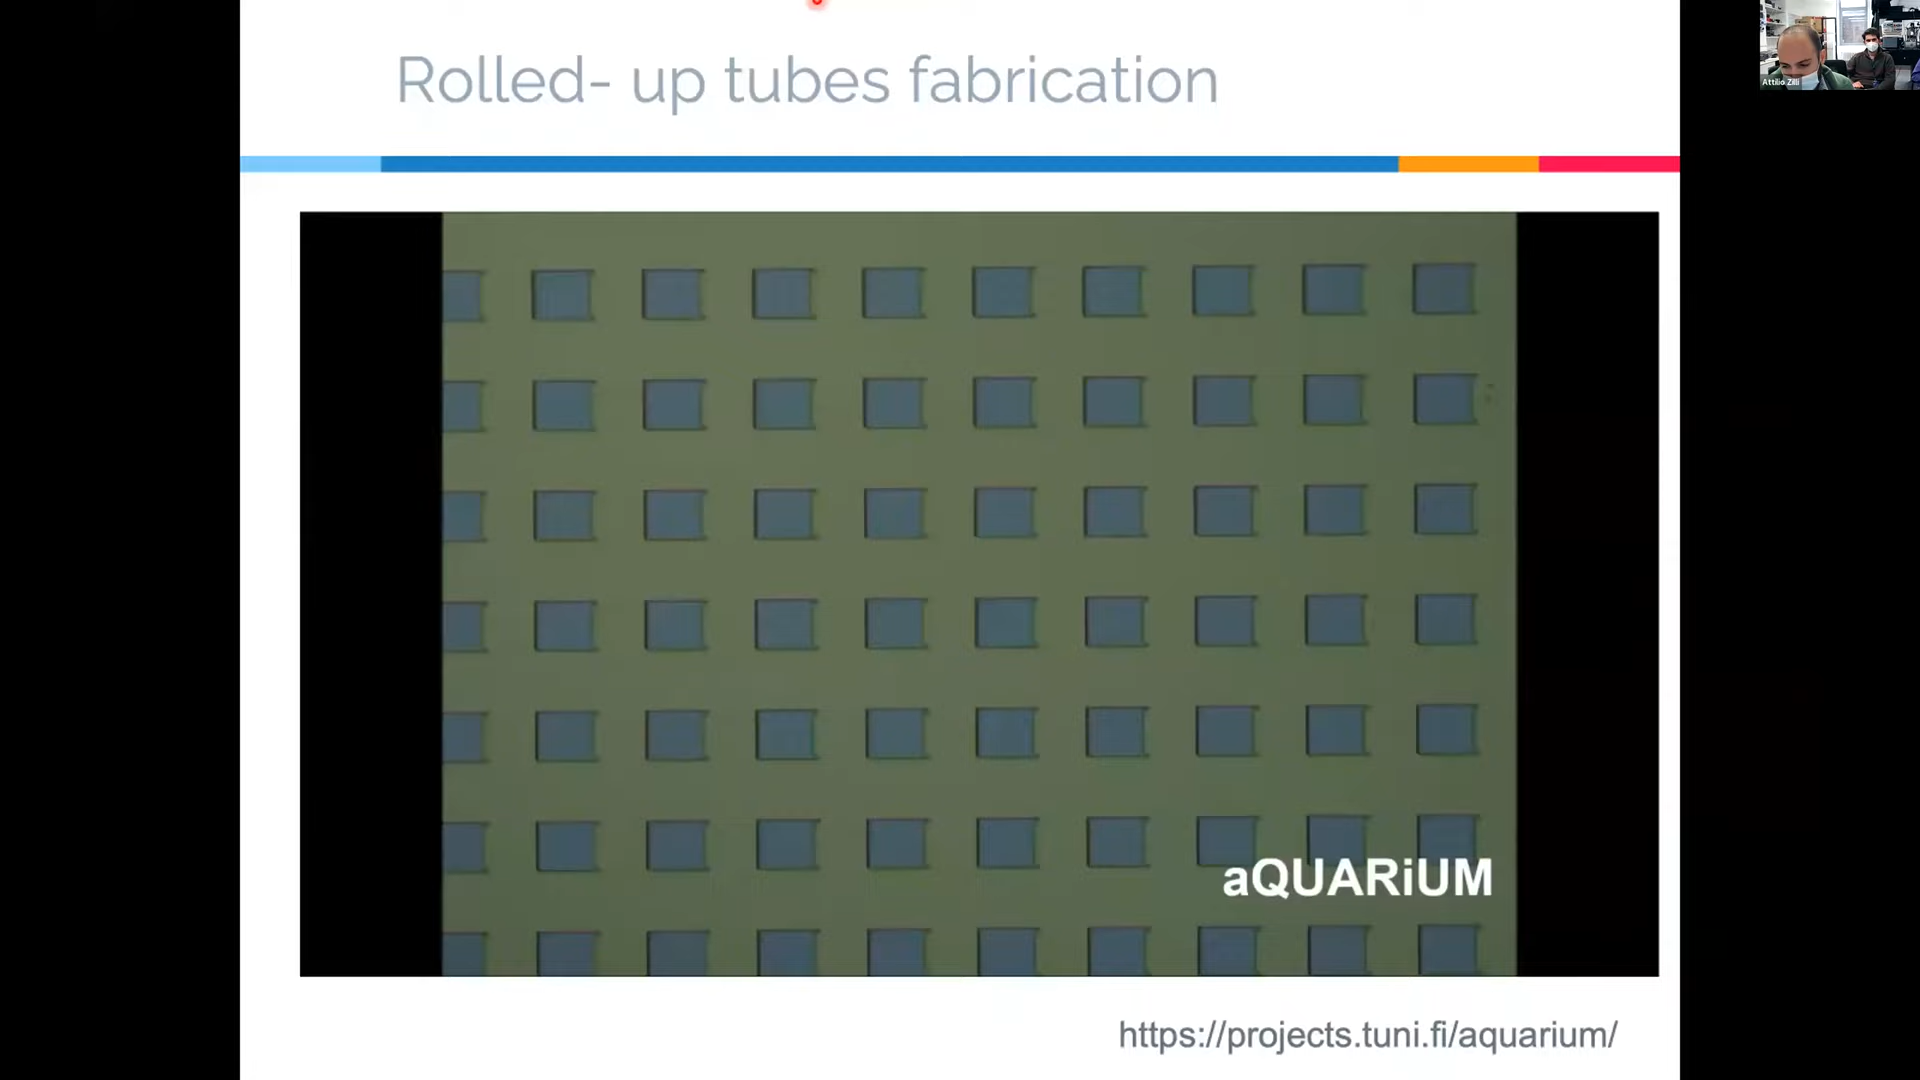 Rolled- up tubes fabrication
Attilio Zilli
aQUARiUM
https://projects.tuni.fi/aquarium/